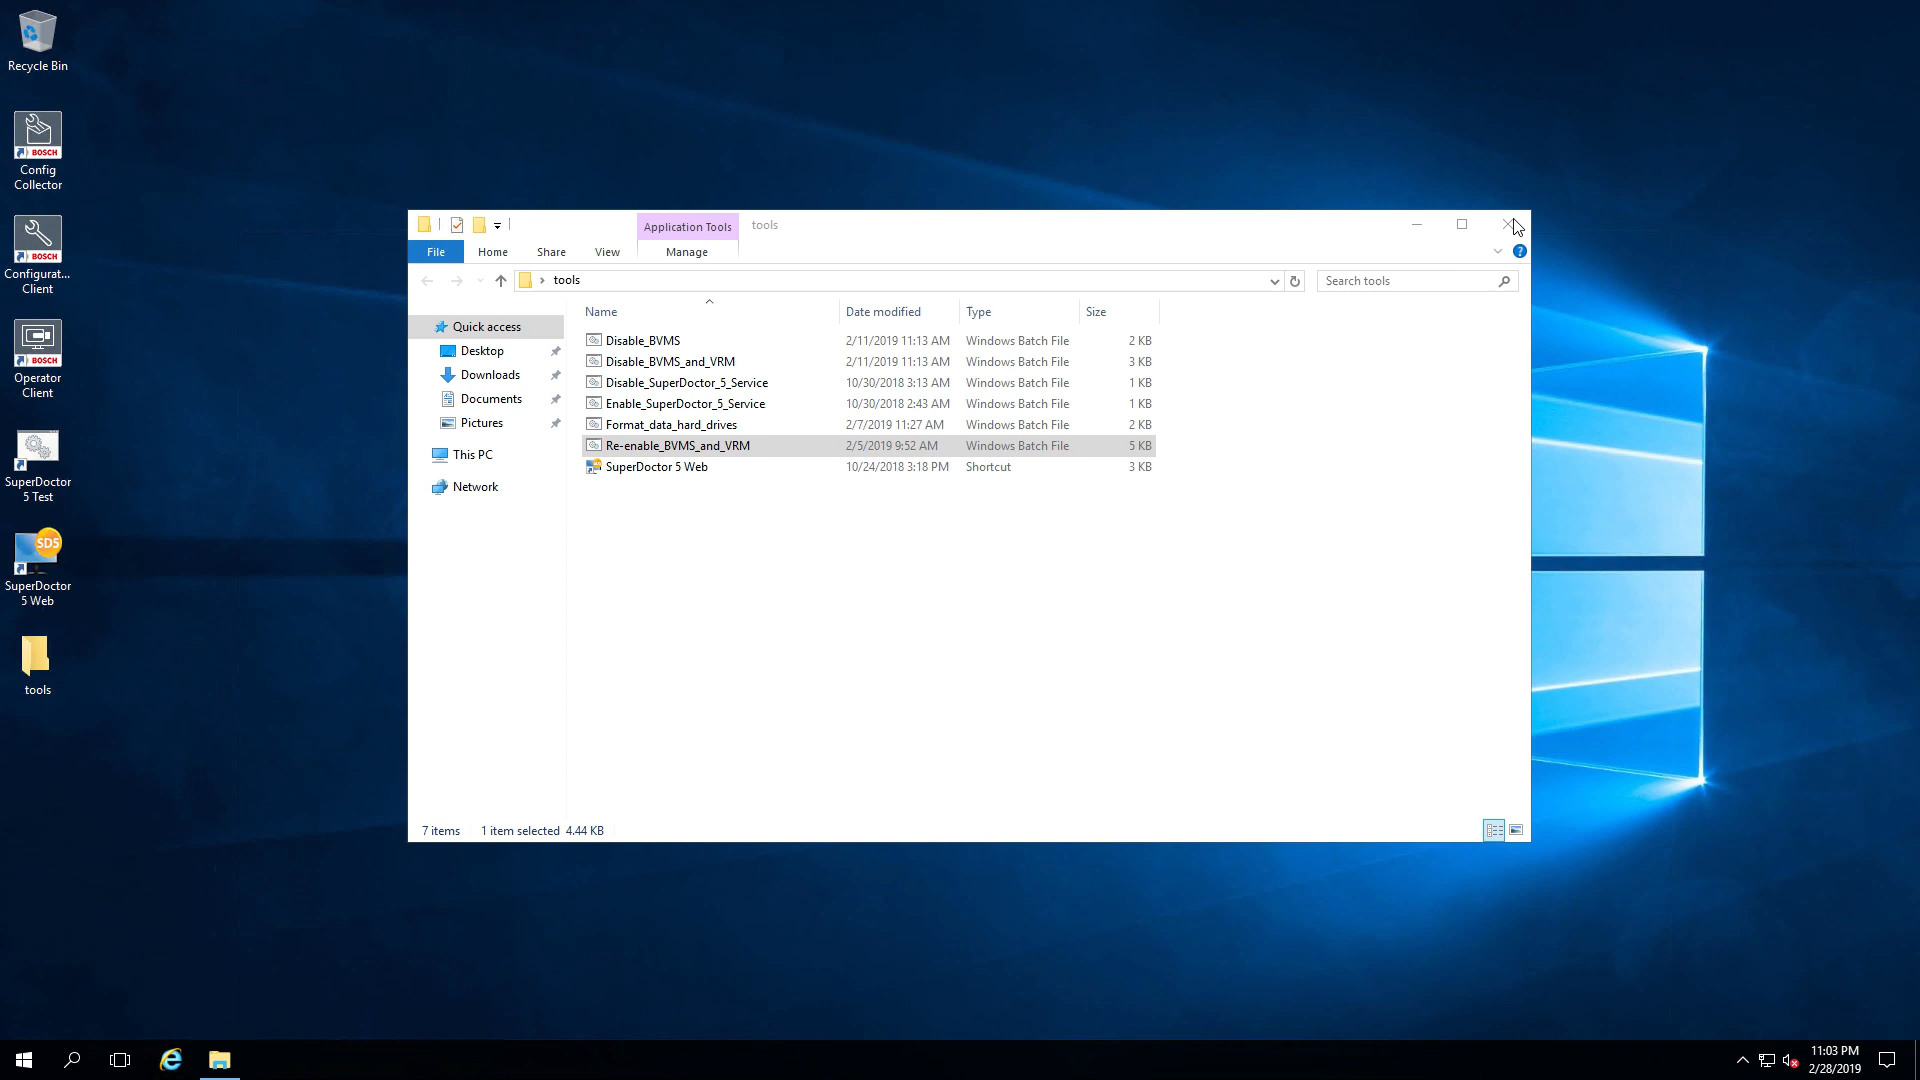 Recycle Bin
BOSCH
Config
Collector
BOSCH
Configurat...
Client
BOSCH
Operator
Client
SuperDoctor
5 Test
SD5
SuperDoctor
5 Web
tools
Application Tools
tools
File
Home
Share
View
Manage
tools
Search tools
Quick access
Desktop
Downloads
Documents
Pictures
This PC
Network
Name Date modified Type Size
Disable_BVMS 2/11/2019 11:13 AM Windows Batch File 2 KB
Disable_BVMS_and_VRM 2/11/2019 11:13 AM Windows Batch File 3 KB
Disable_SuperDoctor_5_Service 10/30/2018 3:13 AM Windows Batch File 1 KB
Enable_SuperDoctor_5_Service 10/30/2018 2:43 AM Windows Batch File 1 KB
Format_data_hard_drives 2/7/2019 11:27 AM Windows Batch File 2 KB
Re-enable_BVMS_and_VRM 2/5/2019 9:52 AM Windows Batch File 5 KB
SuperDoctor 5 Web 10/24/2018 3:18 PM Shortcut 3 KB
7 items 1 item selected 4.44 KB
11:03 PM
2/28/2019